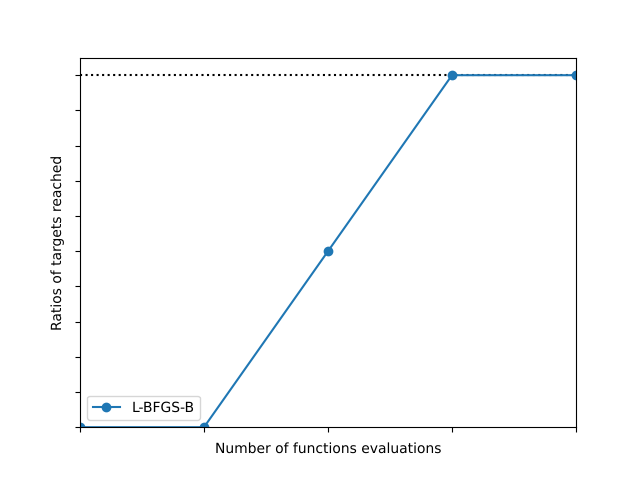 Ratios of targets reached
L-BFGS-B
Number of functions evaluations